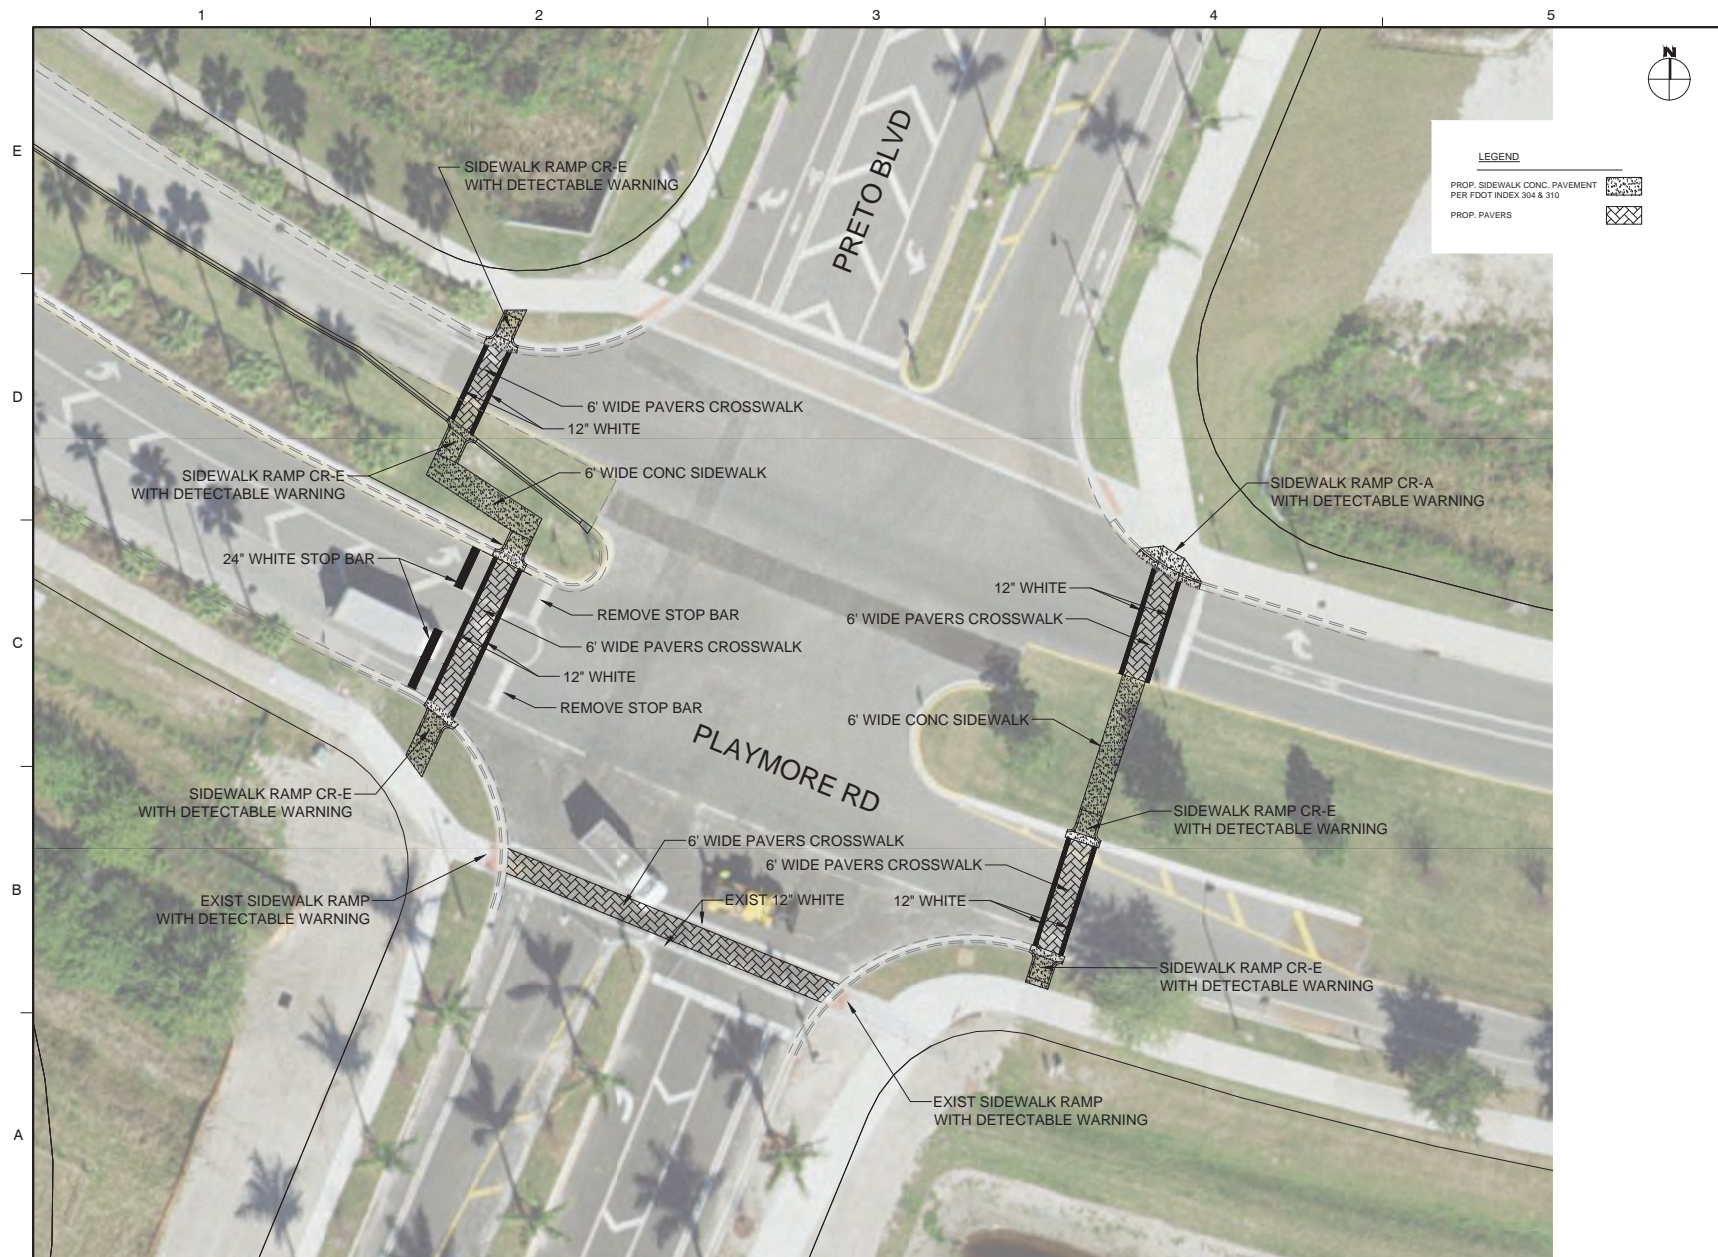 1 2 3 4 5
E
D
C
B
A
N
LEGEND
PROP. SIDEWALK CONC. PAVEMENT
PER FDOT INDEX 304 & 310
PROP. PAVERS
PRETO BLVD
SIDEWALK RAMP CR-E
WITH DETECTABLE WARNING
6' WIDE PAVERS CROSSWALK
12" WHITE
SIDEWALK RAMP CR-E
WITH DETECTABLE WARNING
6' WIDE CONC SIDEWALK
SIDEWALK RAMP CR-A
WITH DETECTABLE WARNING
24" WHITE STOP BAR
REMOVE STOP BAR
12" WHITE
6' WIDE PAVERS CROSSWALK
6' WIDE PAVERS CROSSWALK
12" WHITE
REMOVE STOP BAR
6' WIDE CONC SIDEWALK
PLAYMORE RD
SIDEWALK RAMP CR-E
WITH DETECTABLE WARNING
SIDEWALK RAMP CR-E
WITH DETECTABLE WARNING
6' WIDE PAVERS CROSSWALK
6' WIDE PAVERS CROSSWALK
EXIST SIDEWALK RAMP
WITH DETECTABLE WARNING
EXIST 12" WHITE
12" WHITE
SIDEWALK RAMP CR-E
WITH DETECTABLE WARNING
EXIST SIDEWALK RAMP
WITH DETECTABLE WARNING